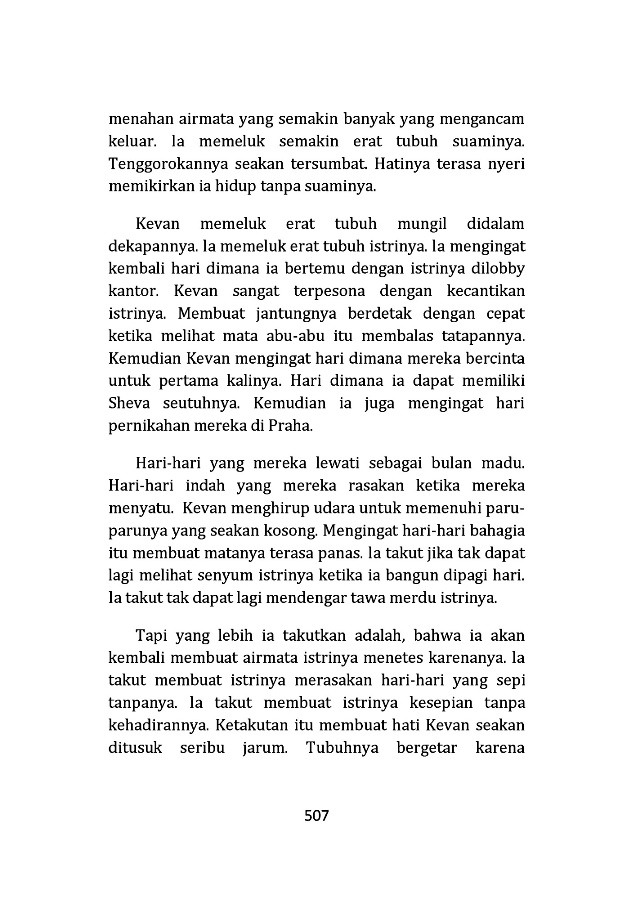 menahan airmata yang semakin banyak yang mengancam
keluar. Ia memeluk semakin erat tubuh suaminya.
Tenggorokannya seakan tersumbat. Hatinya terasa nyeri
memikirkan ia hidup tanpa suaminya.
Kevan memeluk erat tubuh mungil didalam
dekapannya. Ia memeluk erat tubuh istrinya. Ia mengingat
kembali hari dimana ia bertemu dengan istrinya dilobby
kantor. Kevan sangat terpesona dengan kecantikan
istrinya. Membuat jantungnya berdetak dengan cepat
ketika melihat mata abu-abu itu membalas tatapannya.
Kemudian Kevan mengingat hari dimana mereka bercinta
untuk pertama kalinya. Hari dimana ia dapat memiliki
Sheva seutuhnya. Kemudian ia juga mengingat hari
pernikahan mereka di Praha.
Hari-hari yang mereka lewati sebagai bulan madu.
Hari-hari indah yang mereka rasakan ketika mereka
menyatu. Kevan menghirup udara untuk memenuhi paru-
parunya yang seakan kosong. Mengingat hari-hari bahagia
itu membuat matanya terasa panas. Ia takut jika tak dapat
lagi melihat senyum istrinya ketika ia bangun dipagi hari.
Ia takut tak dapat lagi mendengar tawa merdu istrinya.
Tapi yang lebih ia takutkan adalah, bahwa ia akan
kembali membuat airmata istrinya menetes karenanya. Ia
takut membuat istrinya merasakan hari-hari yang sepi
tanpanya. Ia takut membuat istrinya kesepian tanpa
kehadirannya. Ketakutan itu membuat hati Kevan seakan
ditusuk seribu jarum. Tubuhnya bergetar karena
507